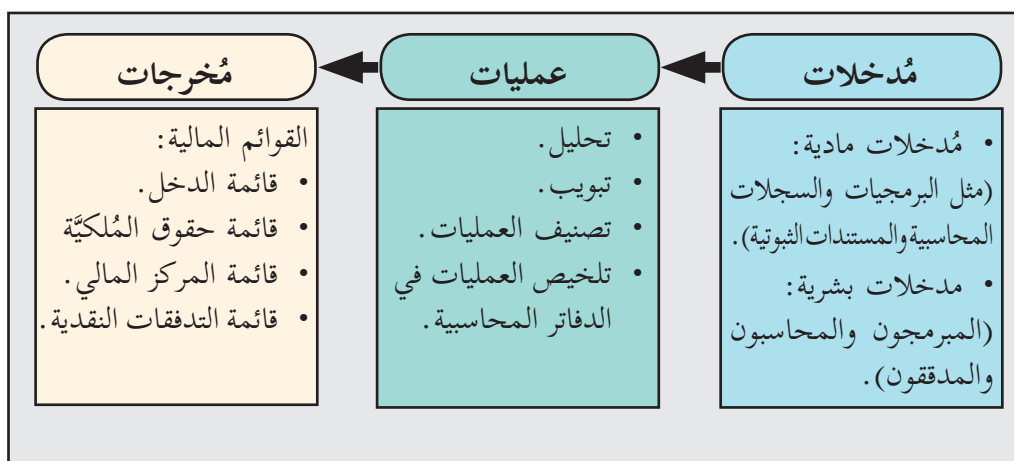 مُدخلات
• مُدخلات مادية:
(مثل البرمجيات والسجلات
المحاسبية والمستندات الثبوتية).
• مدخلات بشرية:
(المبرمجون والمحاسبون
والمدققون).
عمليات
• تحليل.
• تبويب.
• تصنيف العمليات.
• تلخيص العمليات في
الدفاتر المحاسبية.
مُخرجات
القوائم المالية:
• قائمة الدخل.
• قائمة حقوق المُلكيَّة
• قائمة المركز المالي.
• قائمة التدفقات النقدية.